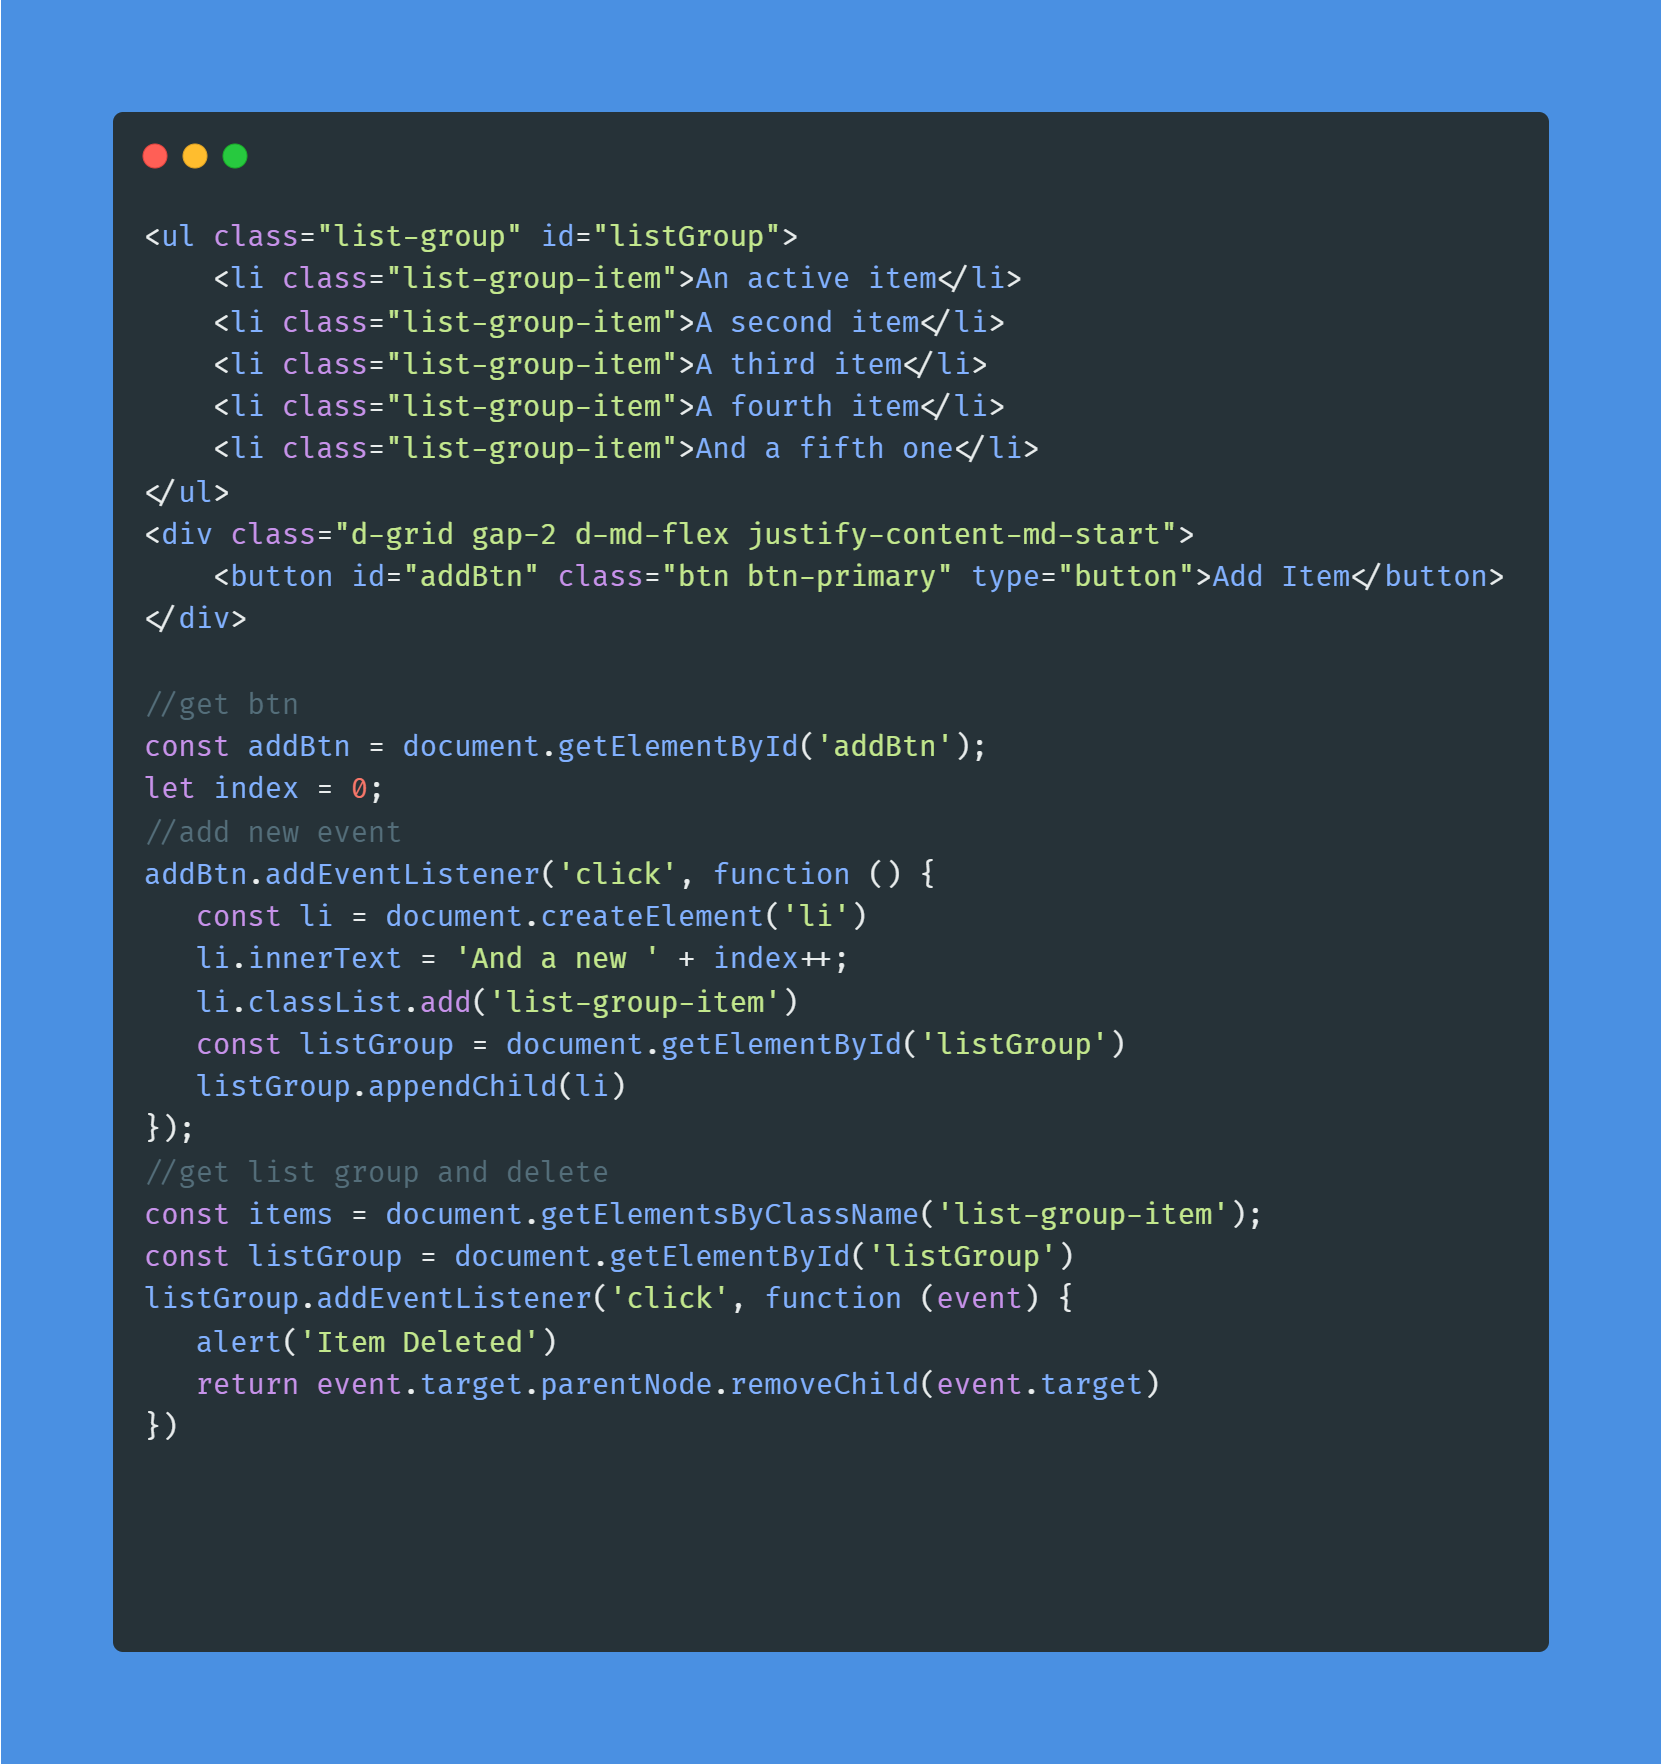 <ul class="list-group" id="listGroup">
    <li class="list-group-item">An active item</li>
    <li class="list-group-item">A second item</li>
    <li class="list-group-item">A third item</li>
    <li class="list-group-item">A fourth item</li>
    <li class="list-group-item">And a fifth one</li>
</ul>
<div class="d-grid gap-2 d-md-flex justify-content-md-start">
    <button id="addBtn" class="btn btn-primary" type="button">Add Item</button>
</div>

//get btn
const addBtn = document.getElementById('addBtn');
let index = 0;
//add new event
addBtn.addEventListener('click', function () {
   const li = document.createElement('li')
   li.innerText = 'And a new ' + index++;
   li.classList.add('list-group-item')
   const listGroup = document.getElementById('listGroup')
   listGroup.appendChild(li)
});
//get list group and delete
const items = document.getElementsByClassName('list-group-item');
const listGroup = document.getElementById('listGroup')
listGroup.addEventListener('click', function (event) {
   alert('Item Deleted')
   return event.target.parentNode.removeChild(event.target)
})